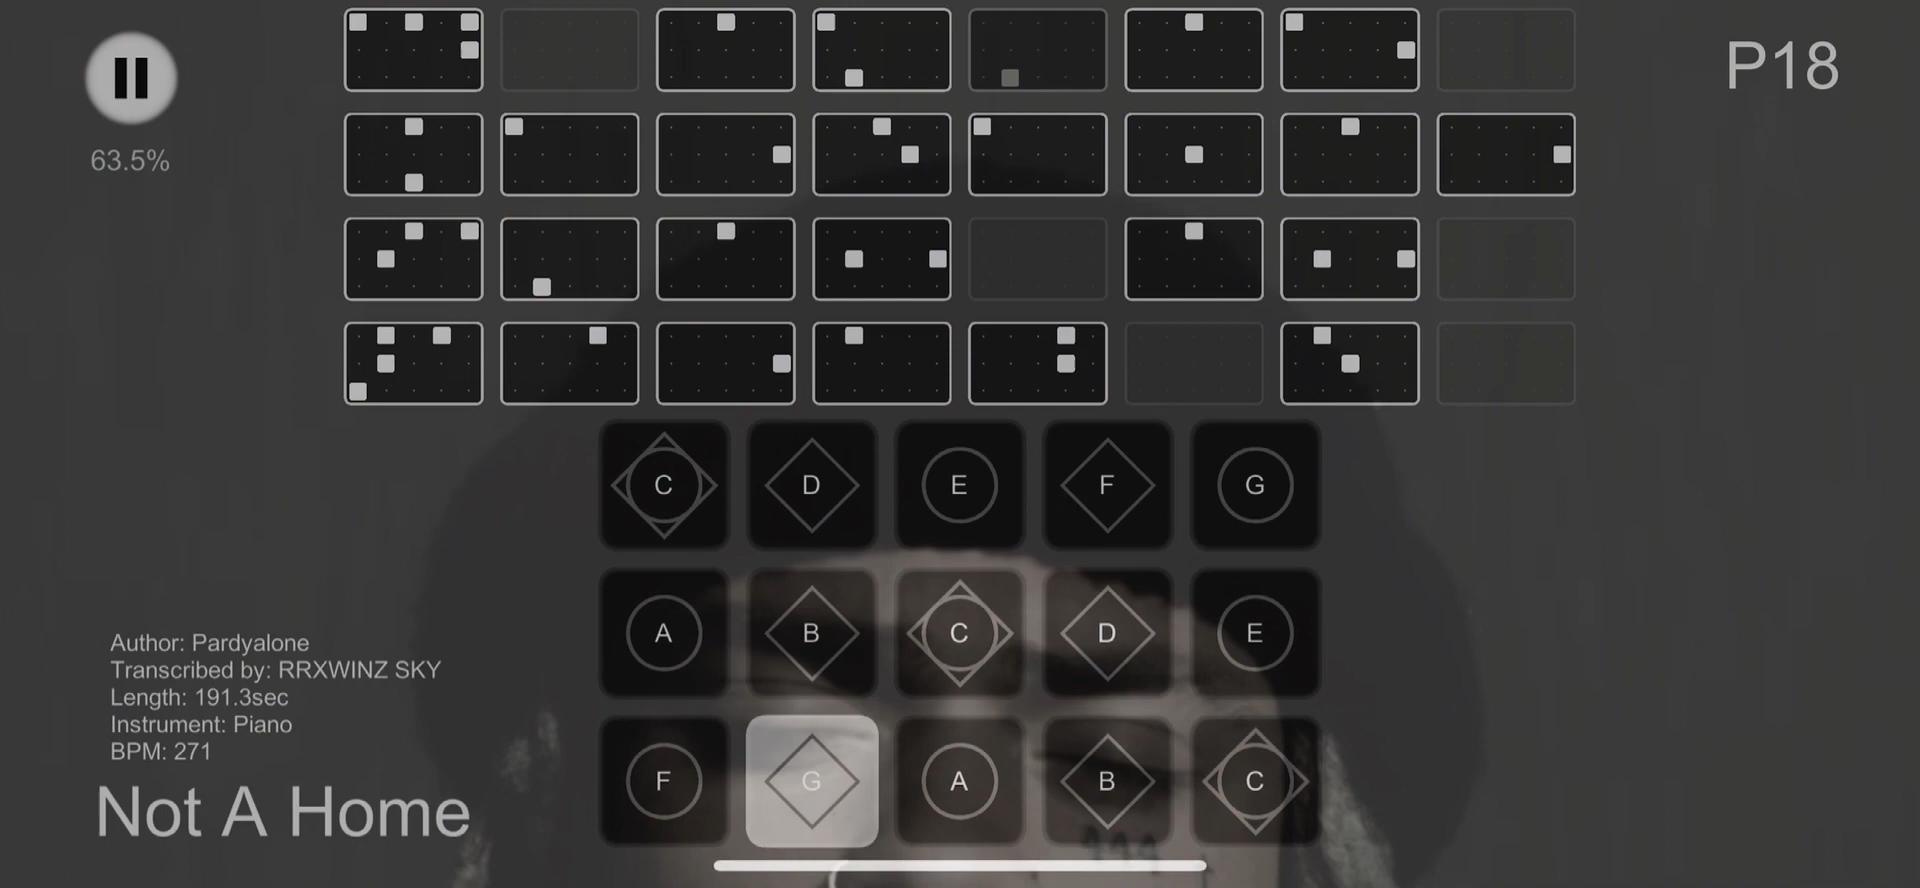 P18
63.5%
C D E F G
A B C D E
F G A B C
Author: Pardyalone
Transcribed by: RRXWINZ SKY
Length: 191.3sec
Instrument: Piano
BPM: 271
Not A Home